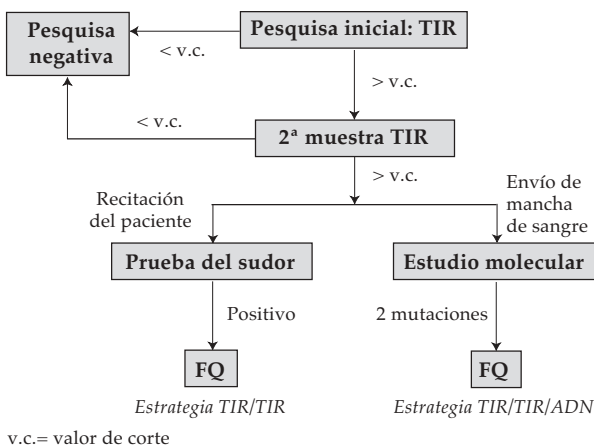 Pesquisa
negativa
Pesquisa inicial: TIR
< v.c.
> v.c.
< v.c.
2ª muestra TIR
> v.c.
Recitación
del paciente
Envío de
mancha
de sangre
Prueba del sudor
Estudio molecular
Positivo
2 mutaciones
FQ
FQ
Estrategia TIR/TIR
Estrategia TIR/TIR/ADN
v.c.= valor de corte